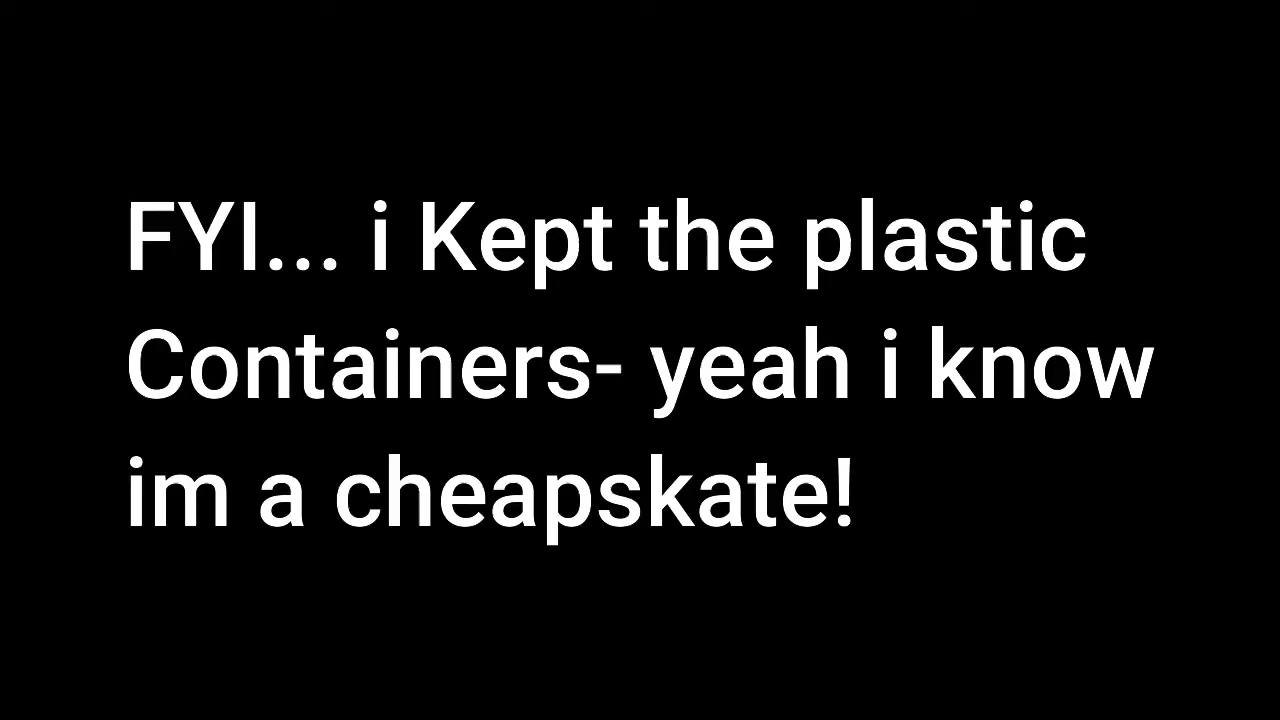 FYI... i Kept the plastic
Containers- yeah i know
im a cheapskate!